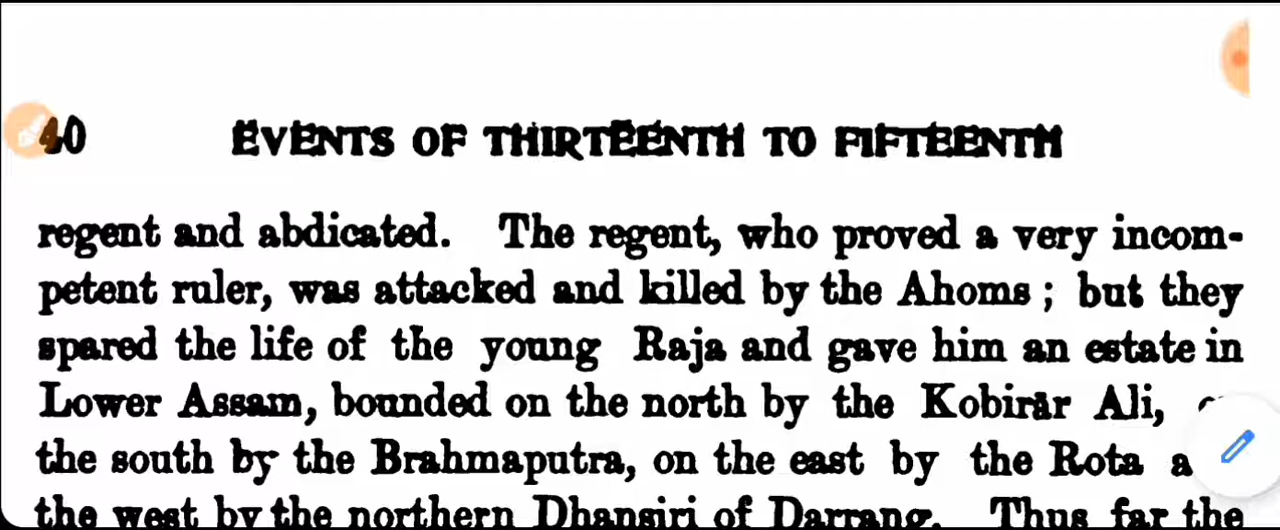 40 EVENTS OF THIRTEENTH TO FIFTEENTH
regent and abdicated. The regent, who proved a very incom-
petent ruler, was attacked and killed by the Ahoms ; but they
spared the life of the young Raja and gave him an estate in
Lower Assam, bounded on the north by the Kobirār Ali,
the south by the Brahmaputra, on the east by the Rota
the west by the northern Dhansiri of Darrang. Thus far the